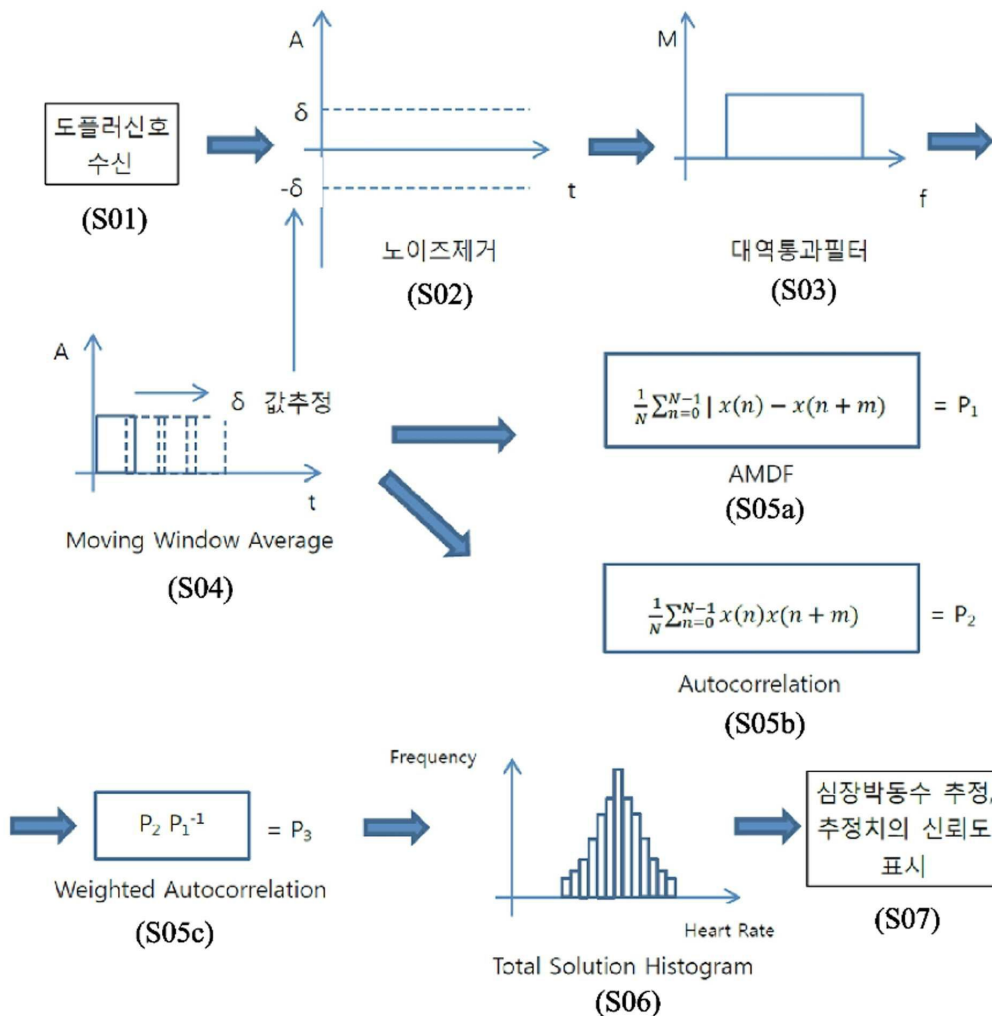 도플러신호
수신
(S01)
A
δ
-δ
t
노이즈제거
(S02)
M
f
대역통과필터
(S03)
A
δ 값추정
t
Moving Window Average
(S04)
1/N ∑_{n=0}^{N-1} | x(n) − x(n + m) = P₁
AMDF
(S05a)
1/N ∑_{n=0}^{N-1} x(n)x(n + m) = P₂
Autocorrelation
(S05b)
P₂ P₁⁻¹ = P₃
Weighted Autocorrelation
(S05c)
Frequency
Heart Rate
Total Solution Histogram
(S06)
심장박동수 추정,
추정치의 신뢰도
표시
(S07)